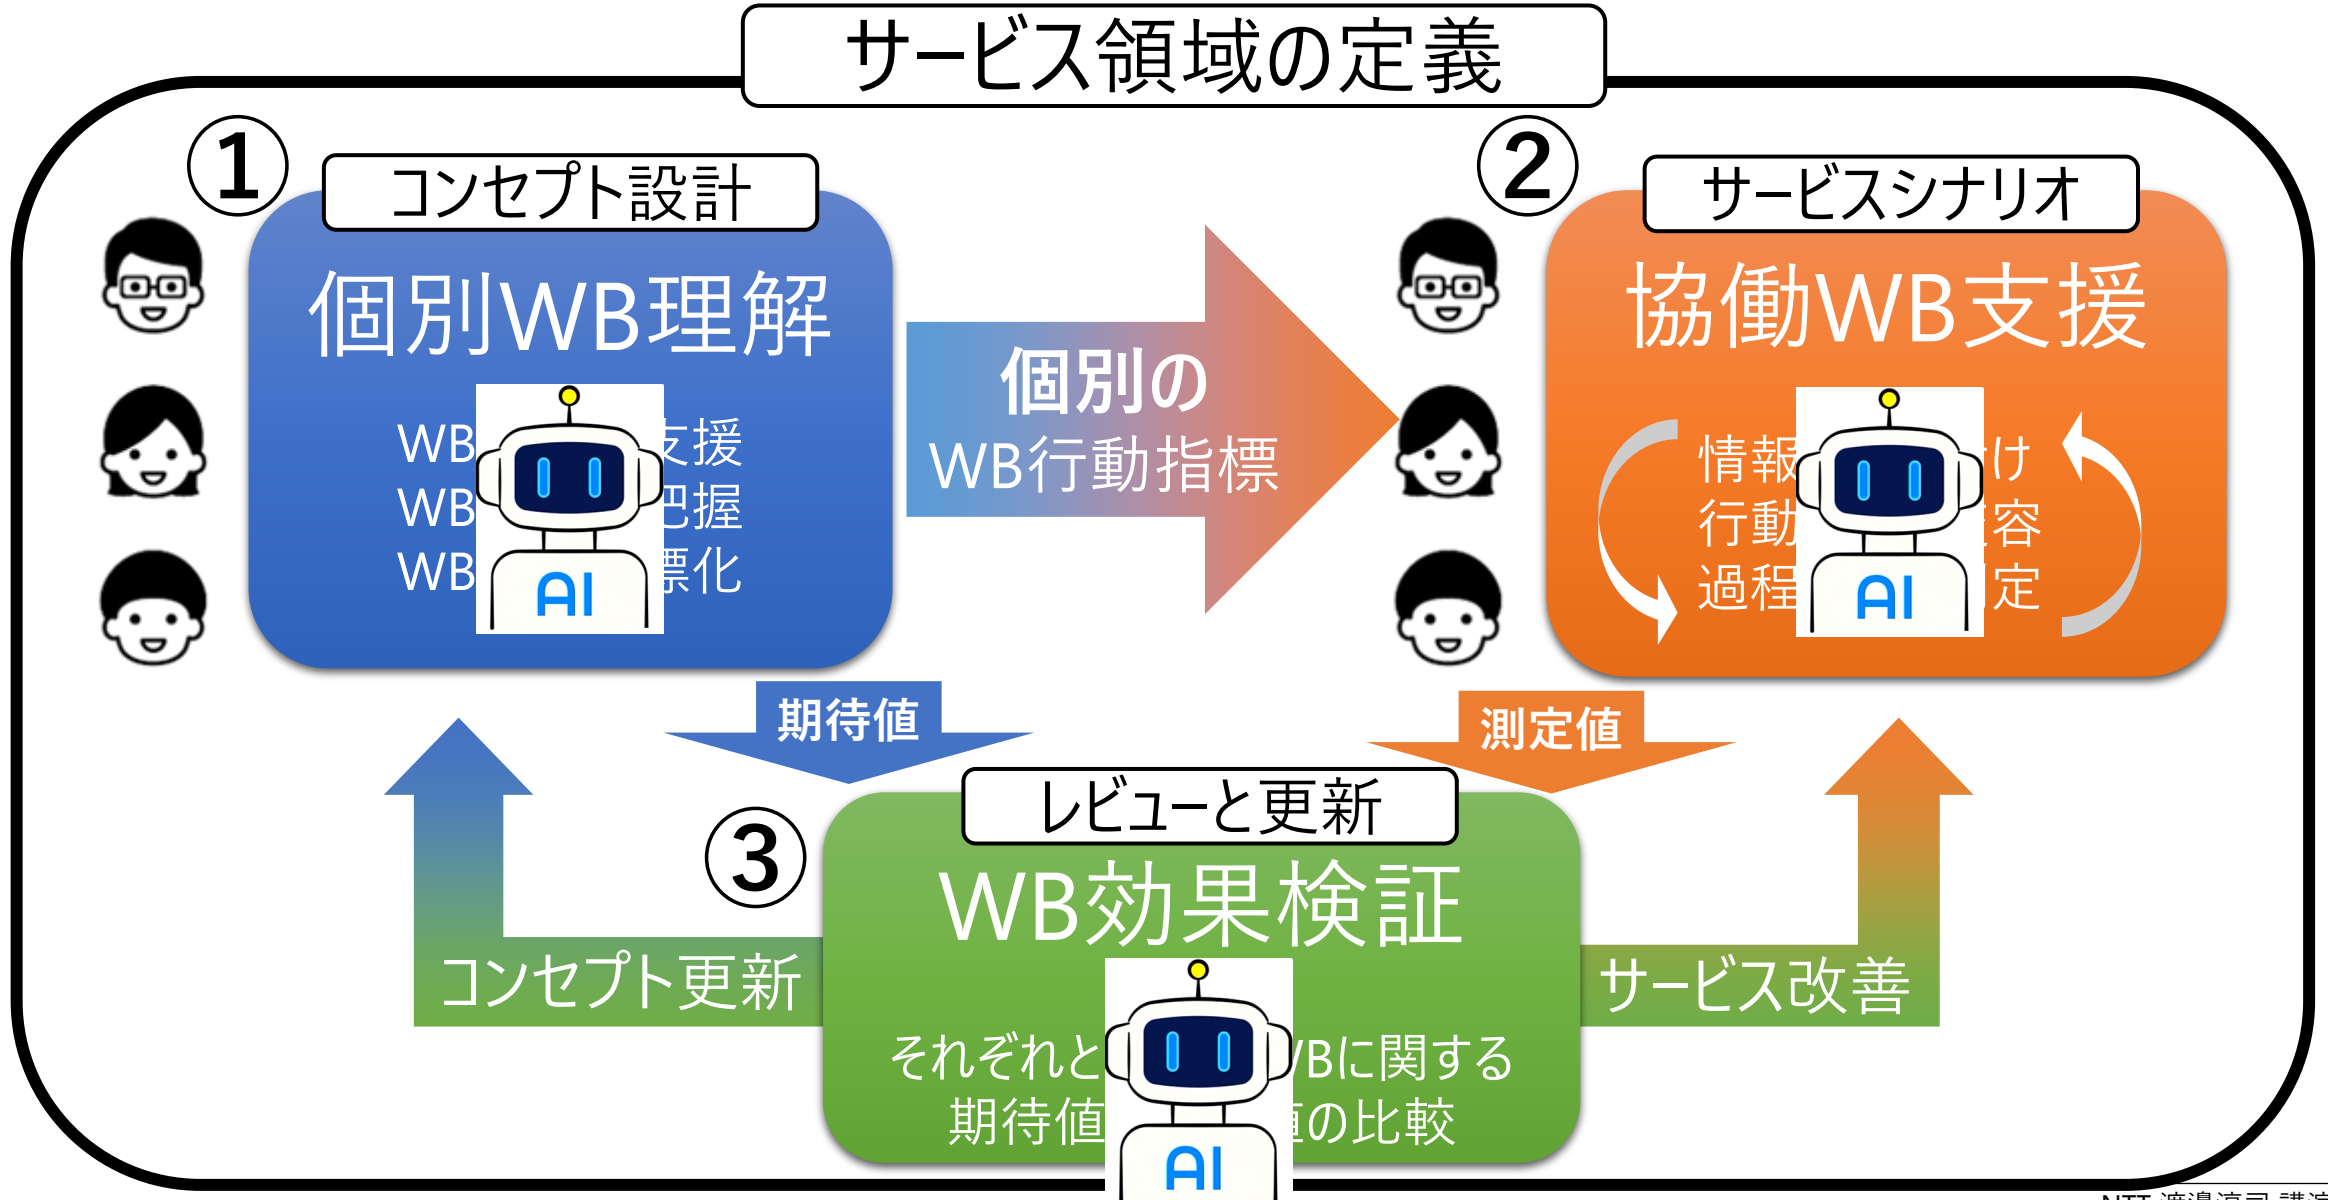 サービス領域の定義
①
コンセプト設計
個別WB理解
WB 支援
WB 把握
WB 標化
AI
個別の
WB行動指標
②
サービスシナリオ
協働WB支援
情報 け
行動 容
過程 定
AI
期待値
測定値
③
レビューと更新
WB効果検証
それぞれと WBに関する
期待値 値の比較
AI
コンセプト更新
サービス改善